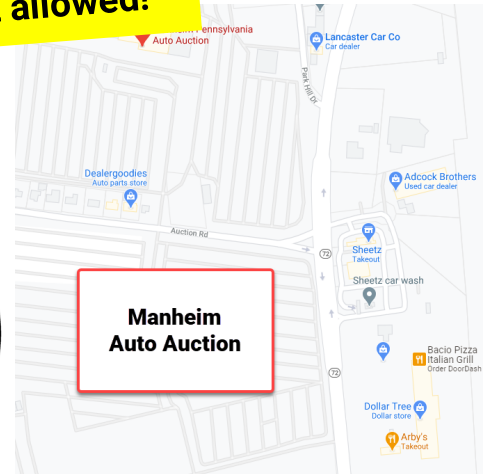 allowed!
Pennsylvania
Auto Auction
Lancaster Car Co
Car dealer
Park Hill Dr
Dealergoodies
Auto parts store
Adcock Brothers
Used car dealer
Auction Rd
72
Sheetz
Takeout
Sheetz car wash
Manheim
Auto Auction
Bacio Pizza
Italian Grill
Order DoorDash
72
Dollar Tree
Dollar store
Arby's
Takeout